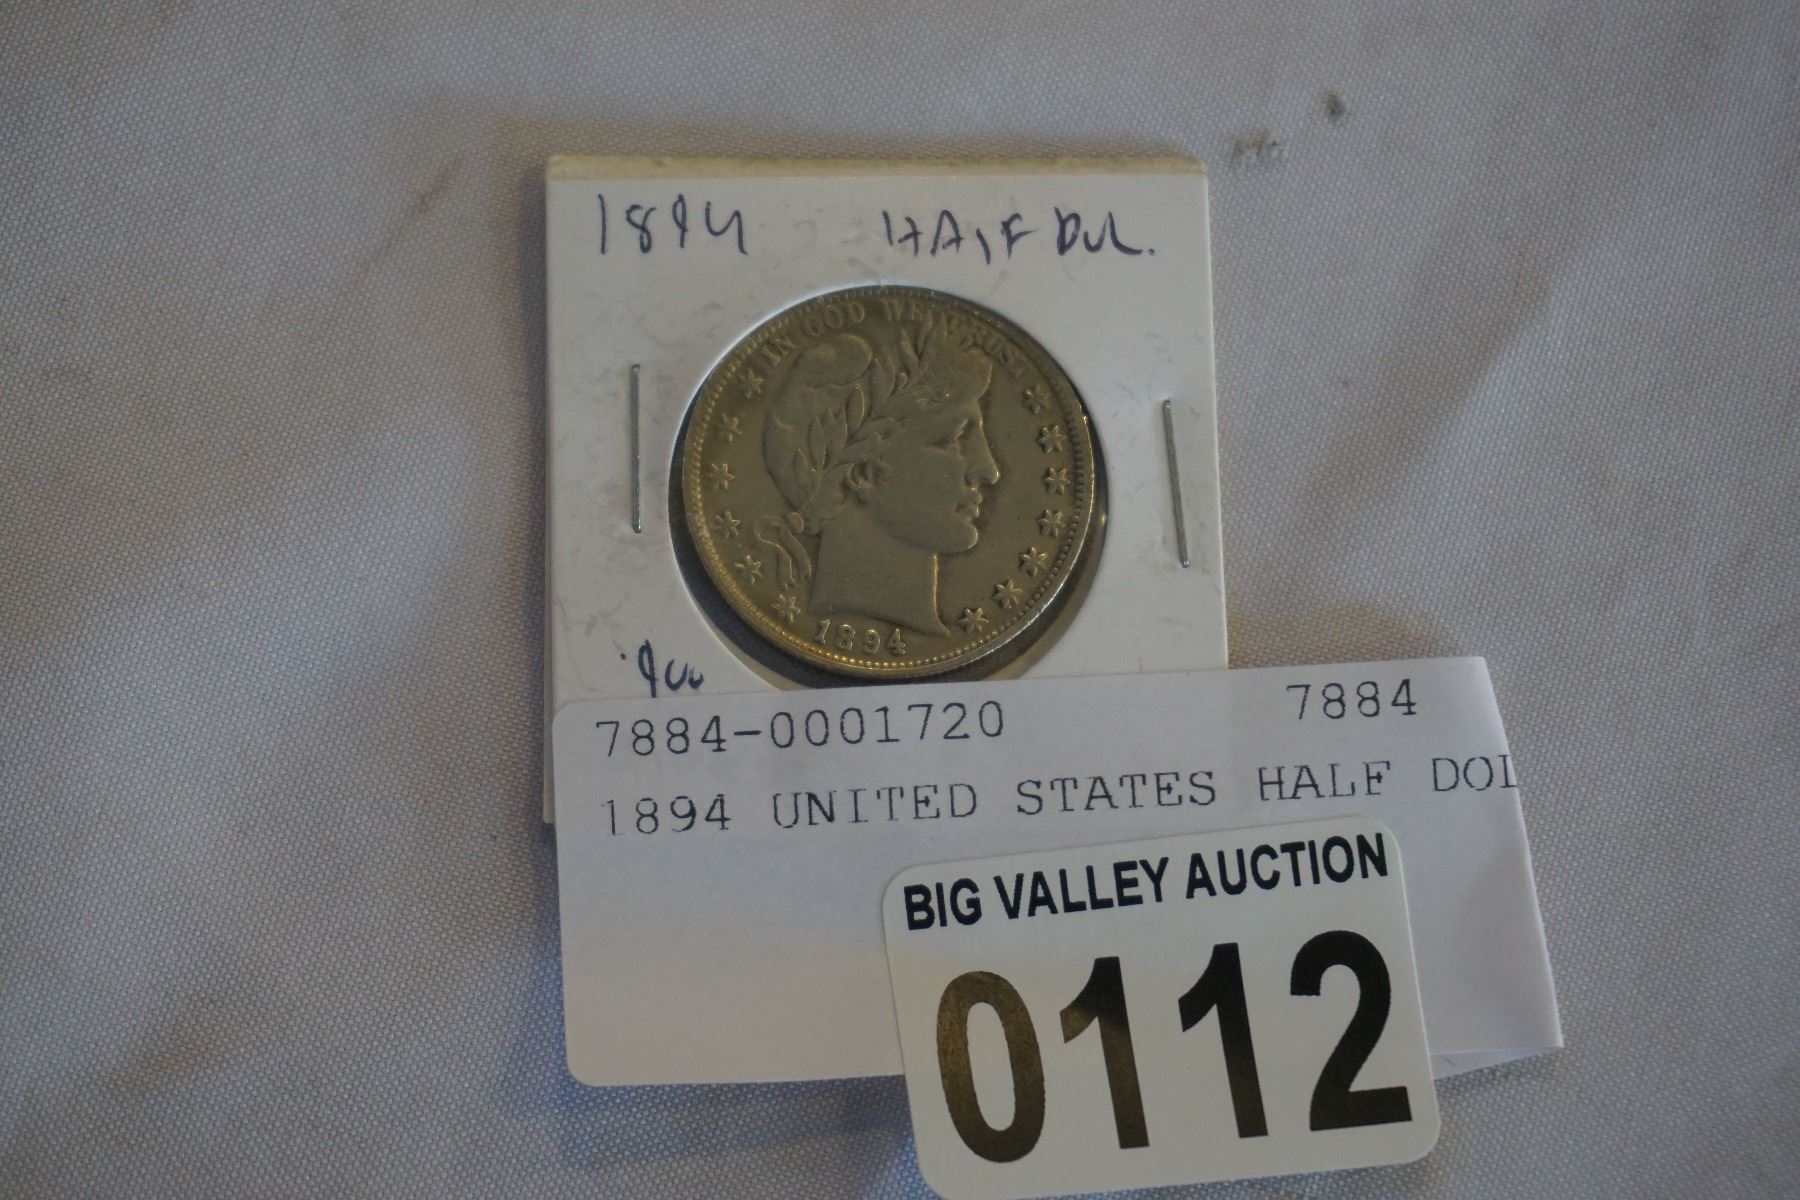 1894 HALF Dol.
IN GOD WE TRUST
1894
.900
7884-0001720 7884
1894 UNITED STATES HALF DOL
BIG VALLEY AUCTION
0112